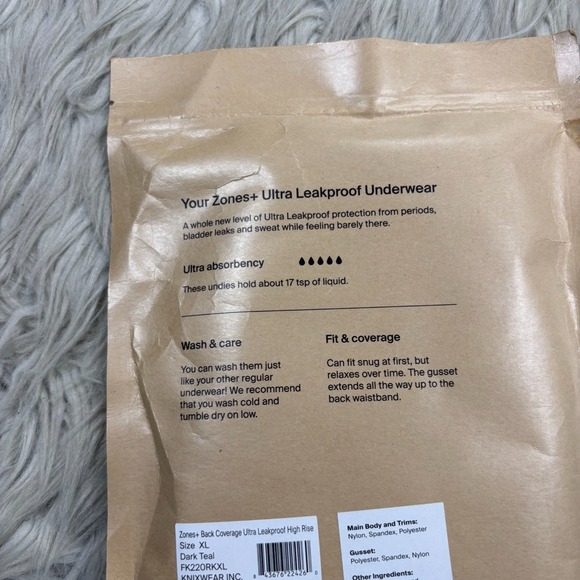 Your Zones+ Ultra Leakproof Underwear
A whole new level of Ultra Leakproof protection from periods,
bladder leaks and sweat while feeling barely there.
Ultra absorbency
These undies hold about 17 tsp of liquid.
Wash & care
You can wash them just
like your other regular
underwear! We recommend
that you wash cold and
tumble dry on low.
Fit & coverage
Can fit snug at first, but
relaxes over time. The gusset
extends all the way up to the
back waistband.
Zones+ Back Coverage Ultra Leakproof High Rise
Size XL
Dark Teal
FK220RKXL
KNIXWEAR INC.
8 43676 22426 0
Main Body and Trims:
Nylon, Spandex, Polyester
Gusset:
Polyester, Spandex, Nylon
Other Ingredients: